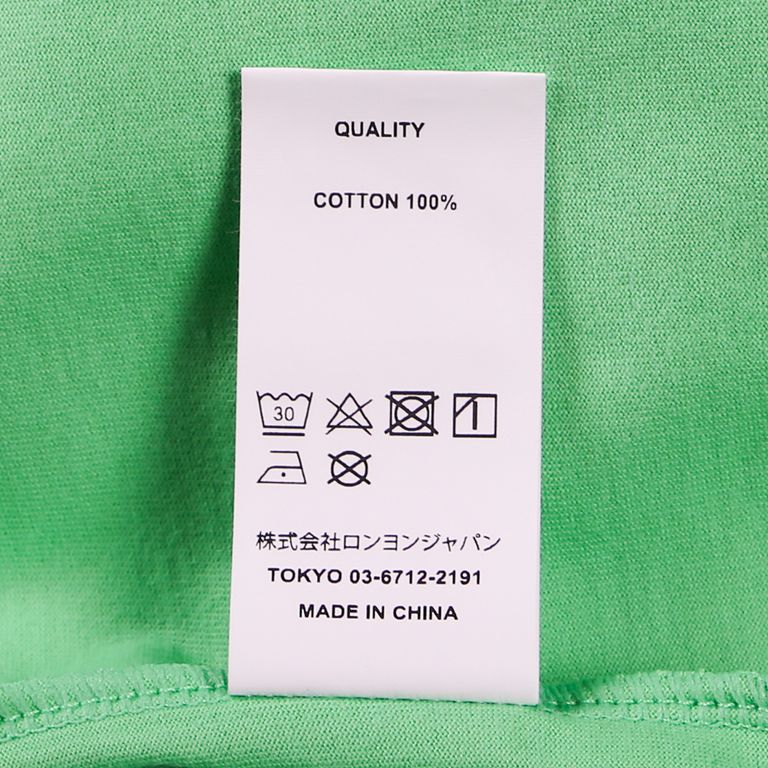 QUALITY
COTTON 100%
30
株式会社ロンヨンジャパン
TOKYO 03-6712-2191
MADE IN CHINA